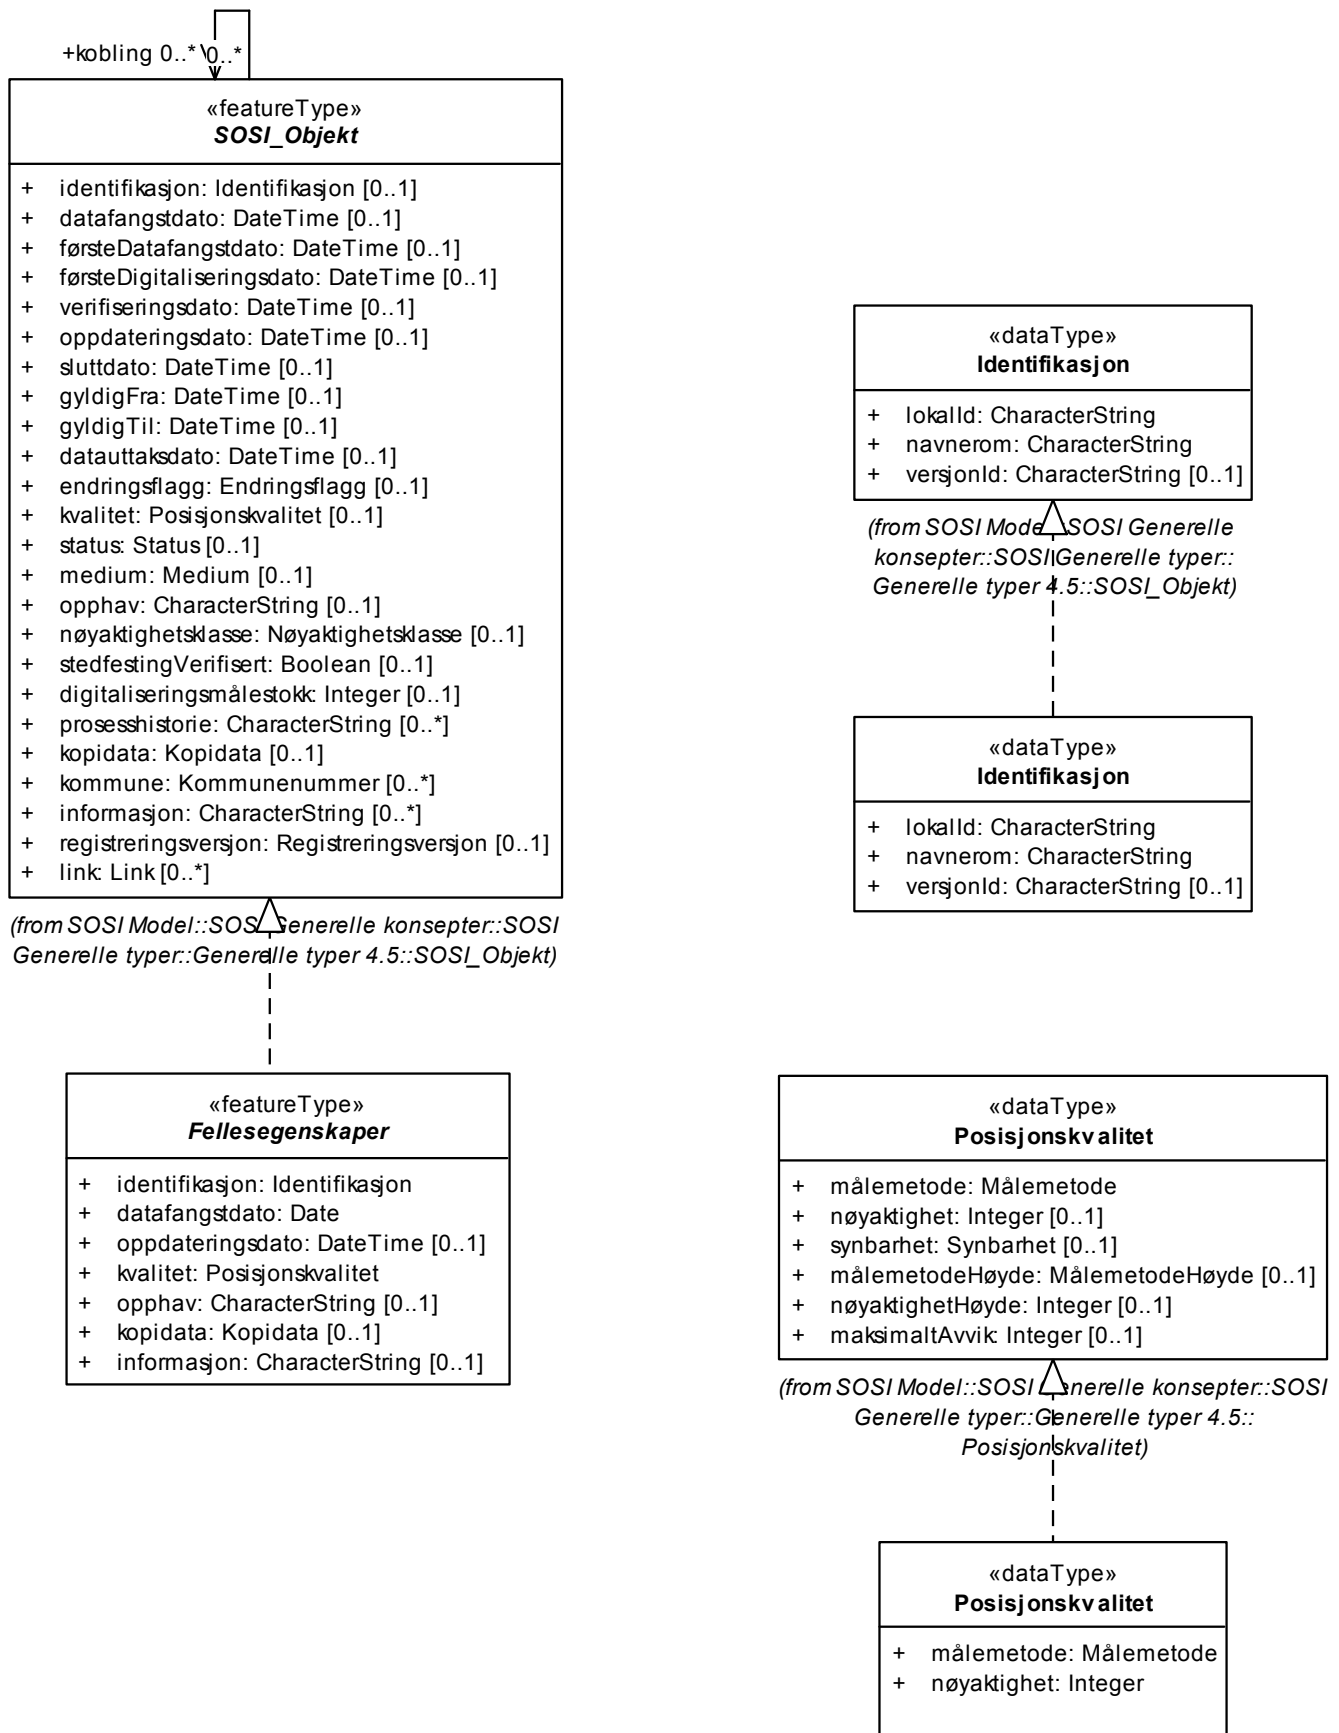 +kobling 0..* 0..*
«featureType»
SOSI_Objekt
+ identifikasjon: Identifikasjon [0..1]
+ datafangstdato: DateTime [0..1]
+ førsteDatafangstdato: DateTime [0..1]
+ førsteDigitaliseringsdato: DateTime [0..1]
+ verifiseringsdato: DateTime [0..1]
+ oppdateringsdato: DateTime [0..1]
+ sluttdato: DateTime [0..1]
+ gyldigFra: DateTime [0..1]
+ gyldigTil: DateTime [0..1]
+ datauttaksdato: DateTime [0..1]
+ endringsflagg: Endringsflagg [0..1]
+ kvalitet: Posisjonskvalitet [0..1]
+ status: Status [0..1]
+ medium: Medium [0..1]
+ opphav: CharacterString [0..1]
+ nøyaktighetsklasse: Nøyaktighetsklasse [0..1]
+ stedfestingVerifisert: Boolean [0..1]
+ digitaliseringsmålestokk: Integer [0..1]
+ prosesshistorie: CharacterString [0..*]
+ kopidata: Kopidata [0..1]
+ kommune: Kommunenummer [0..*]
+ informasjon: CharacterString [0..*]
+ registreringsversjon: Registreringsversjon [0..1]
+ link: Link [0..*]
(from SOSI Model::SOSI Generelle konsepter::SOSI
Generelle typer::Generelle typer 4.5::SOSI_Objekt)
«featureType»
Fellesegenskaper
+ identifikasjon: Identifikasjon
+ datafangstdato: Date
+ oppdateringsdato: DateTime [0..1]
+ kvalitet: Posisjonskvalitet
+ opphav: CharacterString [0..1]
+ kopidata: Kopidata [0..1]
+ informasjon: CharacterString [0..1]
«dataType»
Identifikasjon
+ lokalId: CharacterString
+ navnerom: CharacterString
+ versjonId: CharacterString [0..1]
(from SOSI Model::SOSI Generelle
konsepter::SOSI Generelle typer::
Generelle typer 4.5::SOSI_Objekt)
«dataType»
Identifikasjon
+ lokalId: CharacterString
+ navnerom: CharacterString
+ versjonId: CharacterString [0..1]
«dataType»
Posisjonskvalitet
+ målemetode: Målemetode
+ nøyaktighet: Integer [0..1]
+ synbarhet: Synbarhet [0..1]
+ målemetodeHøyde: MålemetodeHøyde [0..1]
+ nøyaktighetHøyde: Integer [0..1]
+ maksimaltAvvik: Integer [0..1]
(from SOSI Model::SOSI Generelle konsepter::SOSI
Generelle typer::Generelle typer 4.5::
Posisjonskvalitet)
«dataType»
Posisjonskvalitet
+ målemetode: Målemetode
+ nøyaktighet: Integer